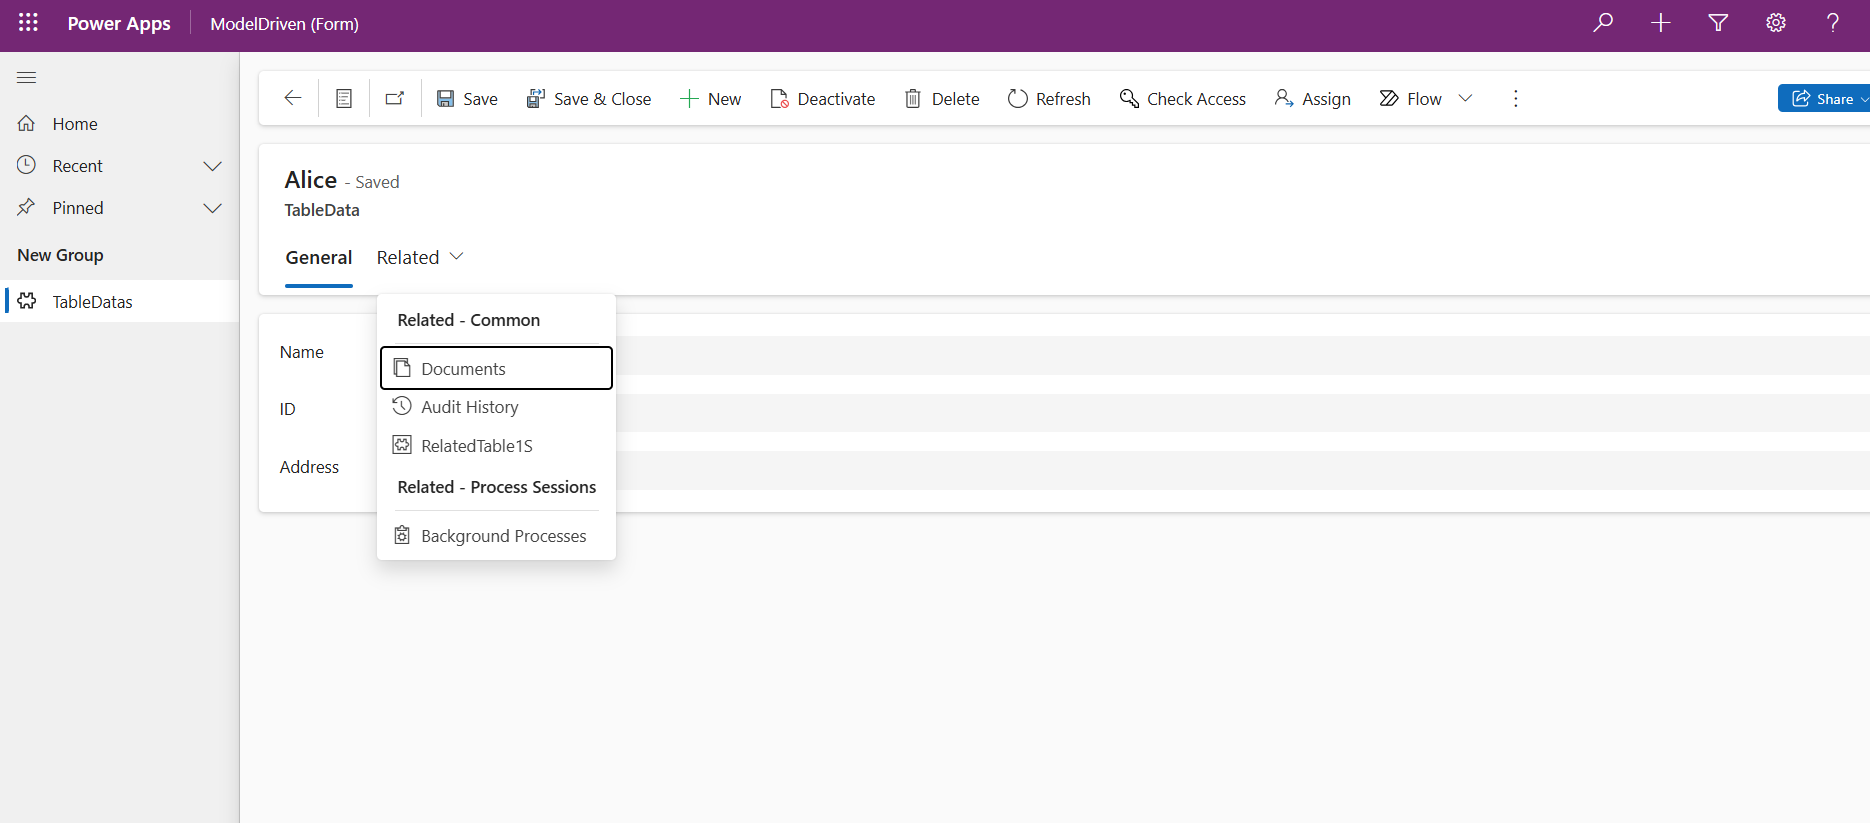 Power Apps ModelDriven (Form)
Save Save & Close New Deactivate Delete Refresh Check Access Assign Flow Share
Home
Recent
Pinned
New Group
TableDatas
Alice - Saved
TableData
General Related
Related - Common
Documents
Audit History
RelatedTable1S
Related - Process Sessions
Background Processes
Name
ID
Address